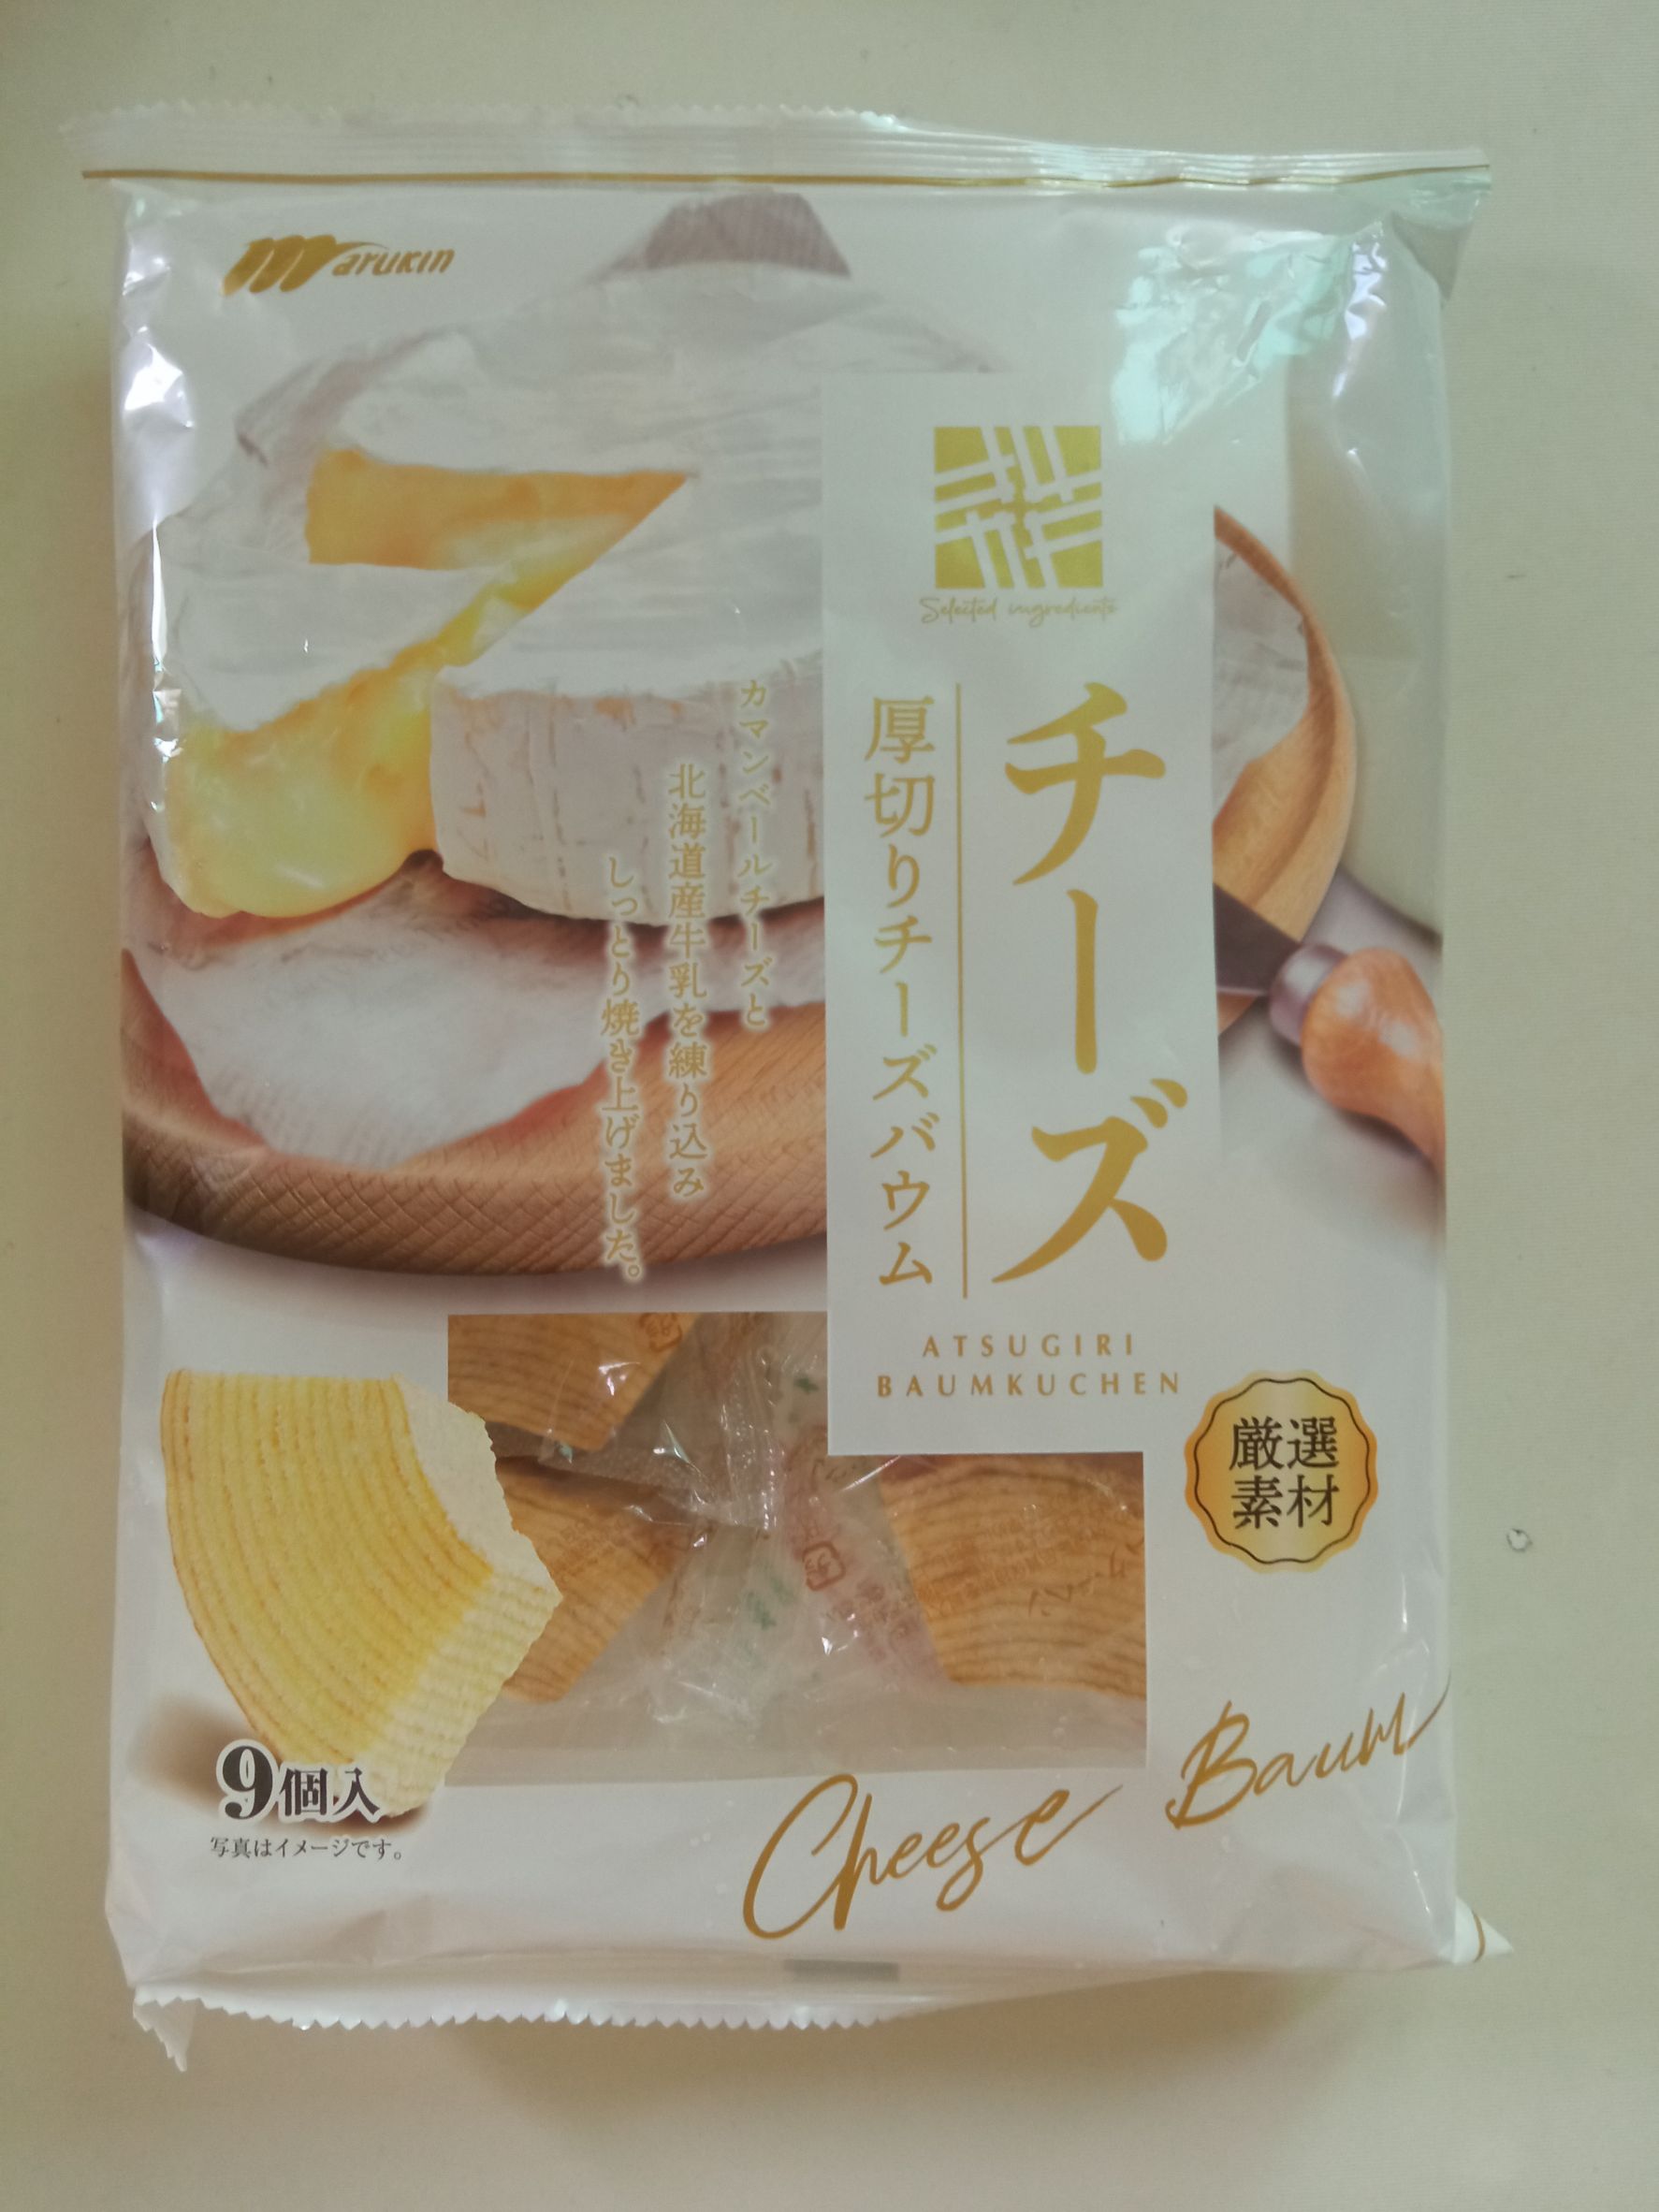 Marukin
Selected ingredients
チーズ
厚切りチーズバウム
カマンベールチーズと
北海道産牛乳を練り込み
しっとり焼き上げました。
ATSUGIRI
BAUMKUCHEN
厳選
素材
9個入
写真はイメージです。
Cheese Baum